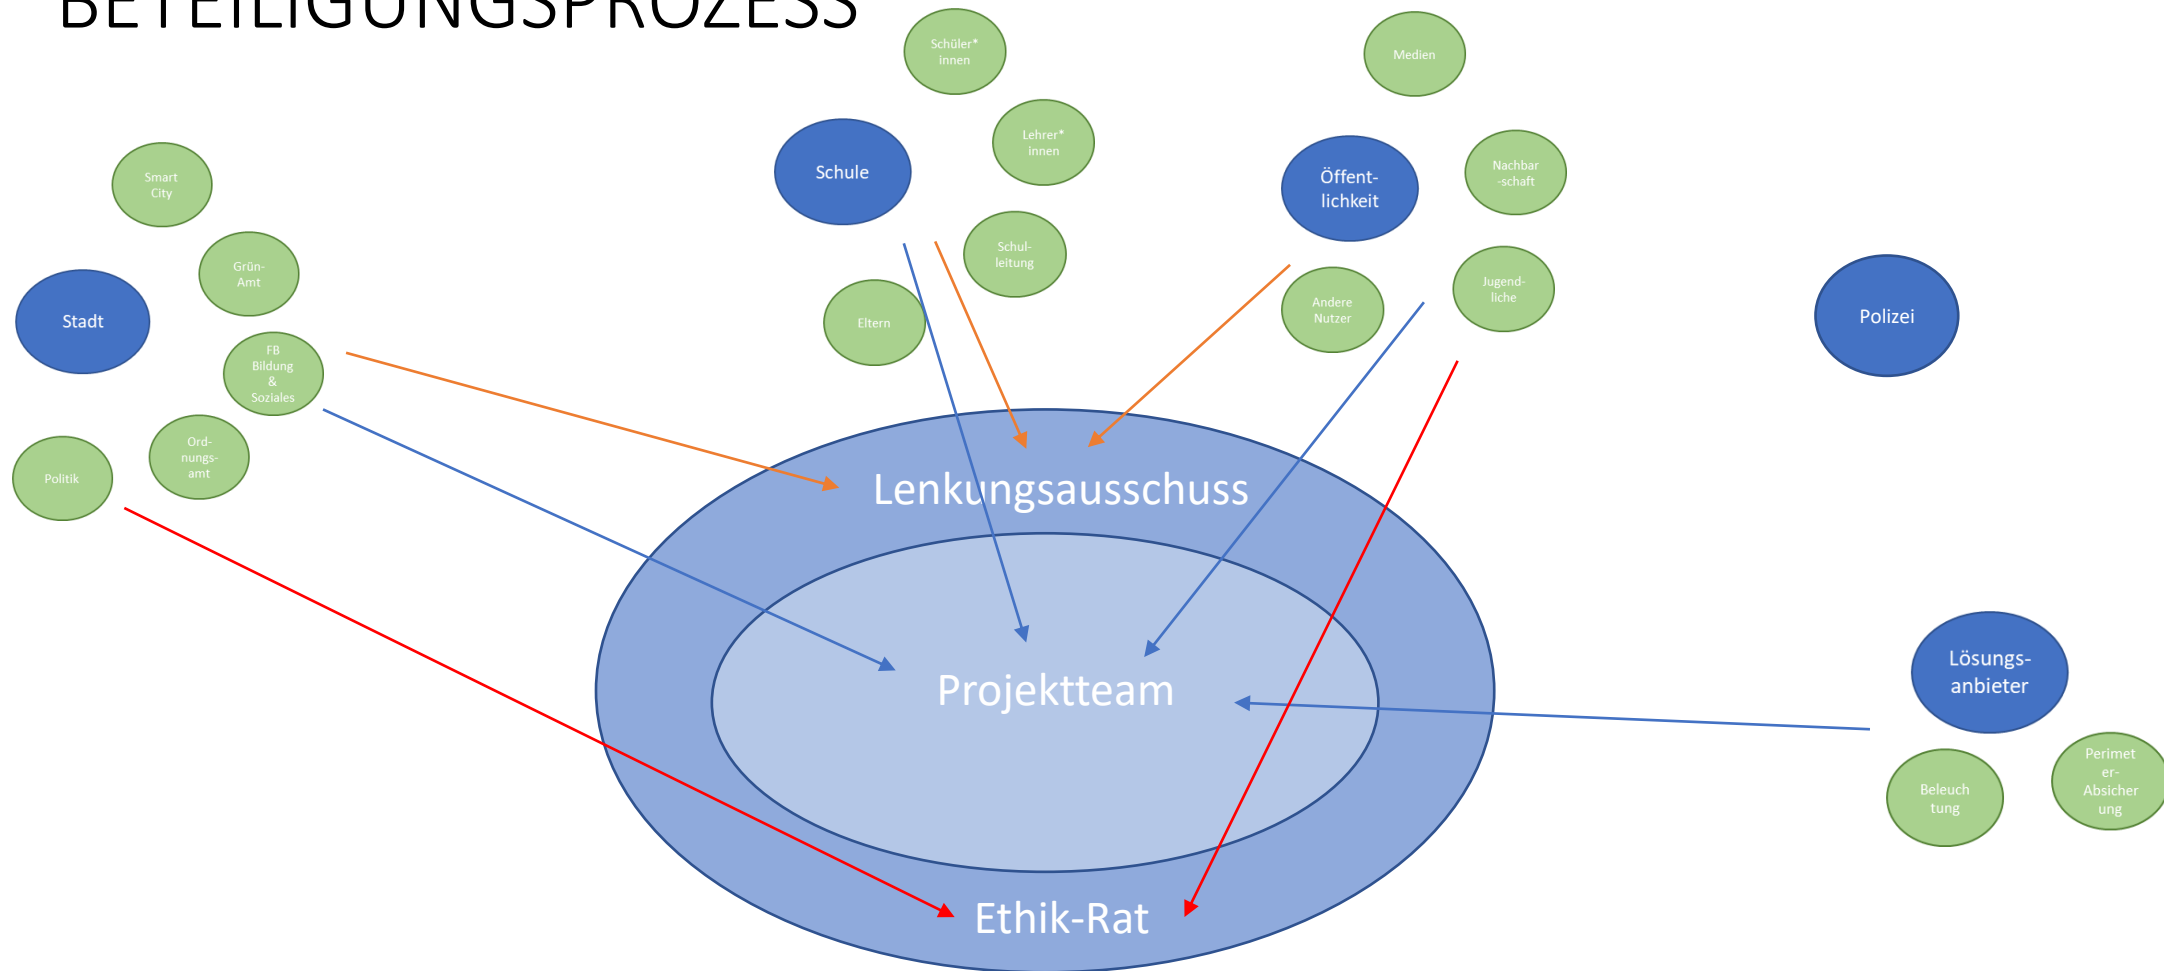 BETEILIGUNGSPROZESS
Schüler*
innen
Medien
Lehrer*
innen
Schule
Öffent-
lichkeit
Nachbar
-schaft
Smart
City
Schul-
leitung
Grün-
Amt
Jugend-
liche
Andere
Nutzer
Eltern
Stadt
Polizei
FB
Bildung
&
Soziales
Ord-
nungs-
amt
Politik
Lenkungsausschuss
Projektteam
Lösungs-
anbieter
Beleuch
tung
Perimet
er-
Absicher
ung
Ethik-Rat